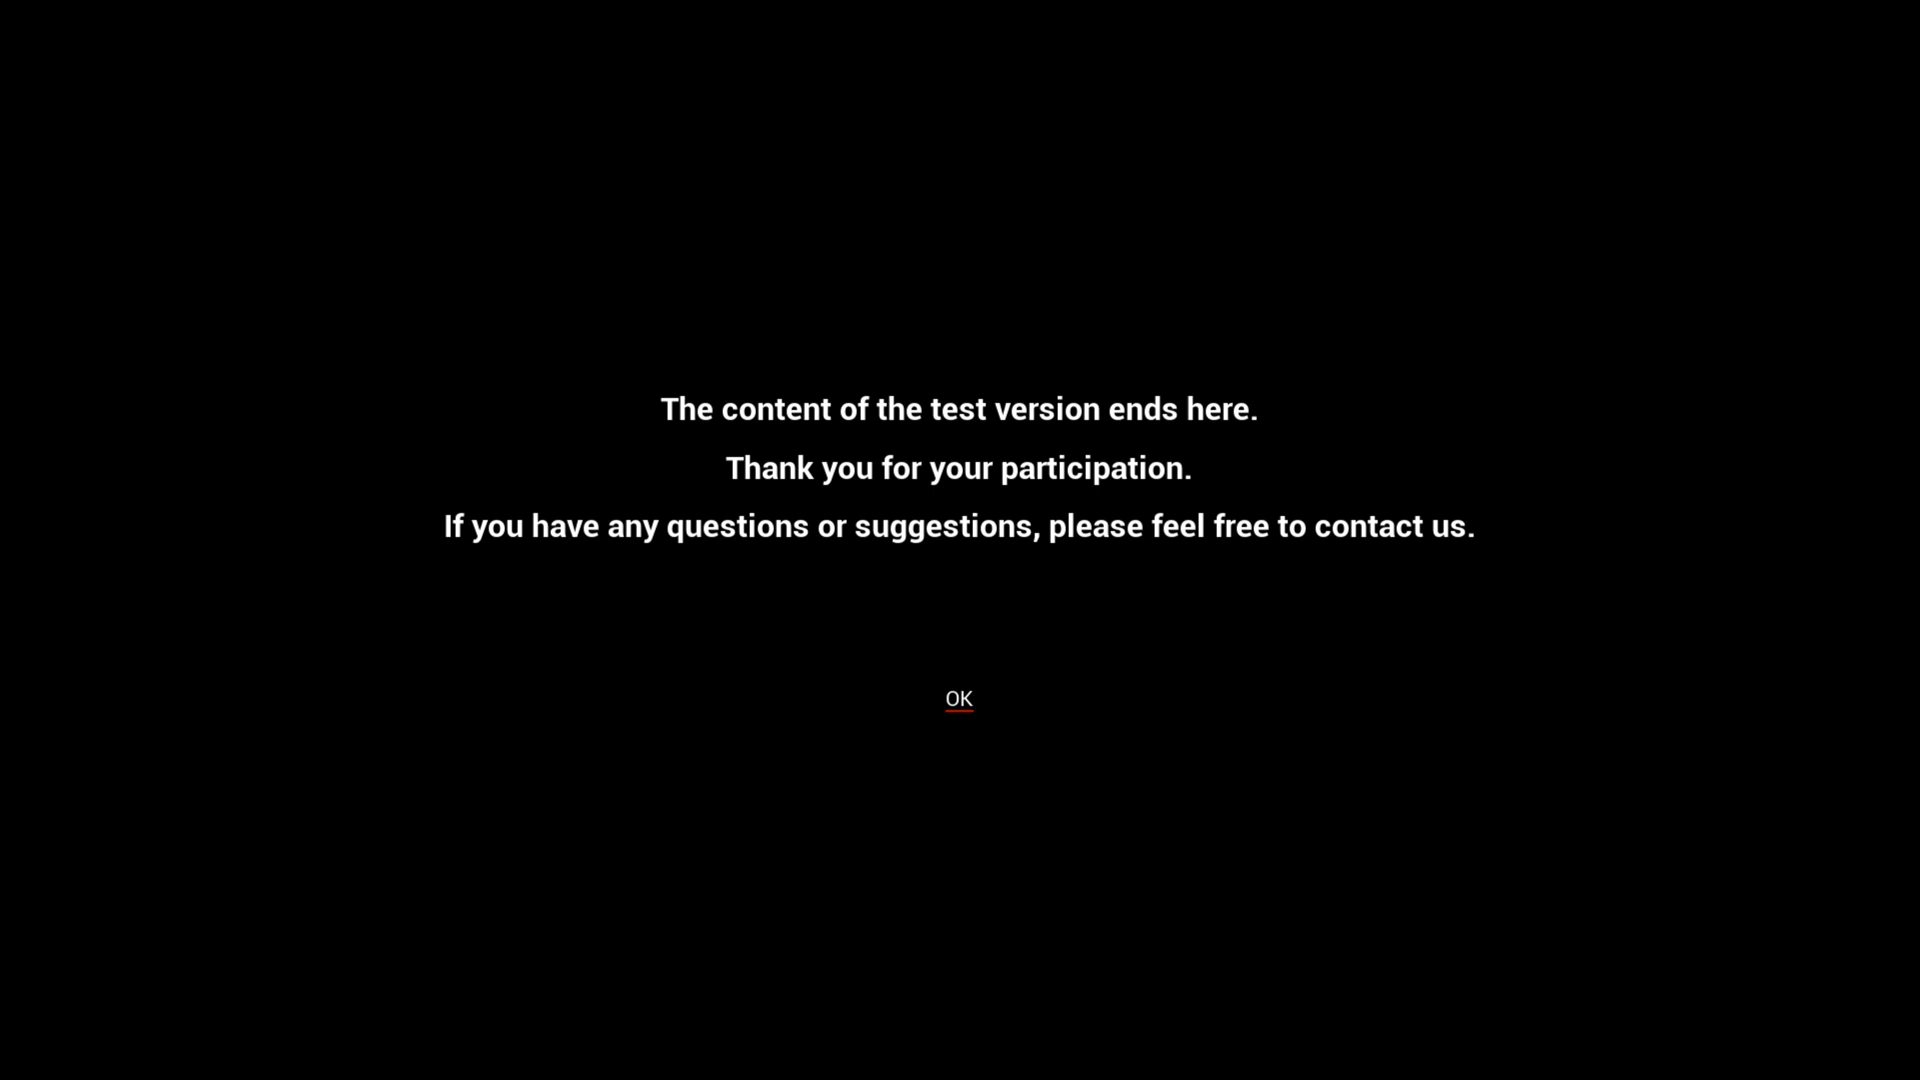 The content of the test version ends here.
Thank you for your participation.
If you have any questions or suggestions, please feel free to contact us.
OK